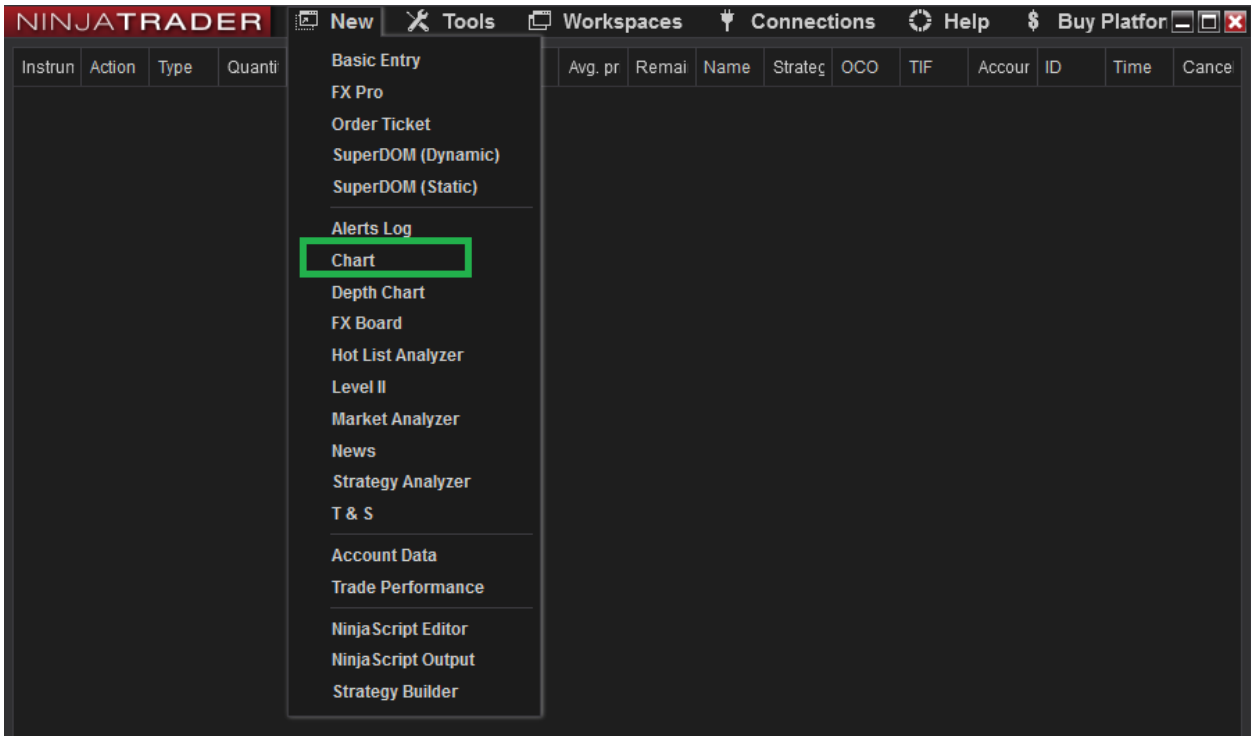 NINJATRADER New Tools Workspaces Connections Help $ Buy Platfor
Instrun Action Type Quanti Avg. pr Remai Name Strateg OCO TIF Accour ID Time Cancel
Basic Entry
FX Pro
Order Ticket
SuperDOM (Dynamic)
SuperDOM (Static)
Alerts Log
Chart
Depth Chart
FX Board
Hot List Analyzer
Level II
Market Analyzer
News
Strategy Analyzer
T & S
Account Data
Trade Performance
NinjaScript Editor
NinjaScript Output
Strategy Builder